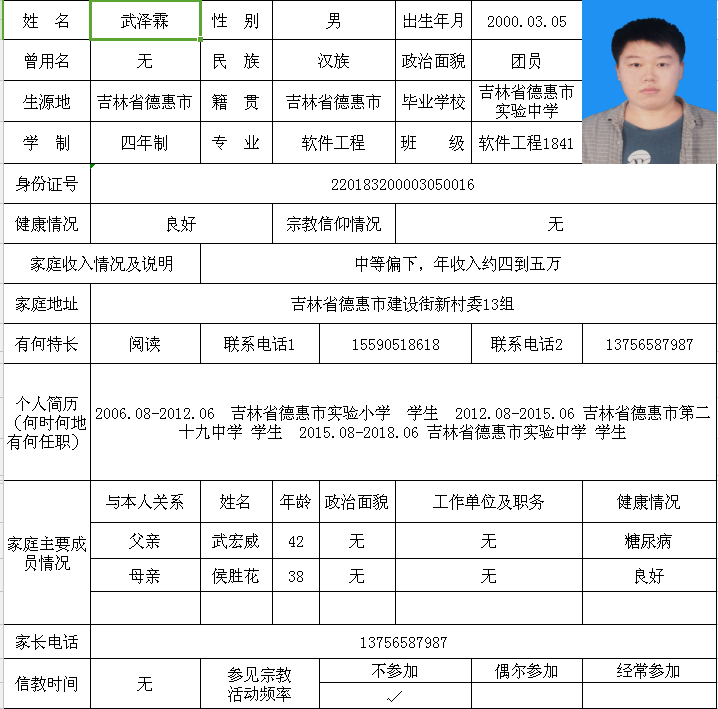 姓 名 武泽霖 性 别 男 出生年月 2000.03.05
曾用名 无 民 族 汉族 政治面貌 团员
生源地 吉林省德惠市 籍 贯 吉林省德惠市 毕业学校 吉林省德惠市
实验中学
学 制 四年制 专 业 软件工程 班 级 软件工程1841
身份证号 220183200003050016
健康情况 良好 宗教信仰情况 无
家庭收入情况及说明 中等偏下，年收入约四到五万
家庭地址 吉林省德惠市建设街新村委13组
有何特长 阅读 联系电话1 15590518618 联系电话2 13756587987
个人简历
（何时何地
有何任职）
2006.08-2012.06 吉林省德惠市实验小学 学生 2012.08-2015.06 吉林省德惠市第二
十九中学 学生 2015.08-2018.06 吉林省德惠市实验中学 学生
家庭主要成
员情况
与本人关系 姓名 年龄 政治面貌 工作单位及职务 健康情况
父亲 武宏威 42 无 无 糖尿病
母亲 侯胜花 38 无 无 良好
家长电话 13756587987
信教时间 无 参见宗教
活动频率
不参加 偶尔参加 经常参加
✓